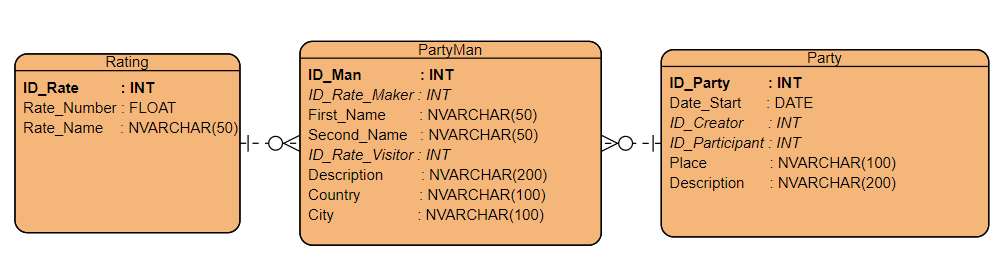 Rating
ID_Rate : INT
Rate_Number : FLOAT
Rate_Name : NVARCHAR(50)
PartyMan
ID_Man : INT
ID_Rate_Maker : INT
First_Name : NVARCHAR(50)
Second_Name : NVARCHAR(50)
ID_Rate_Visitor : INT
Description : NVARCHAR(200)
Country : NVARCHAR(100)
City : NVARCHAR(100)
Party
ID_Party : INT
Date_Start : DATE
ID_Creator : INT
ID_Participant : INT
Place : NVARCHAR(100)
Description : NVARCHAR(200)